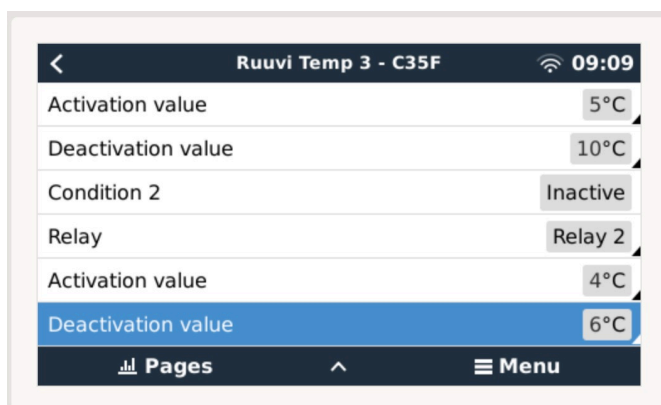 Ruuvi Temp 3 - C35F 09:09
Activation value 5°C
Deactivation value 10°C
Condition 2 Inactive
Relay Relay 2
Activation value 4°C
Deactivation value 6°C
Pages Menu